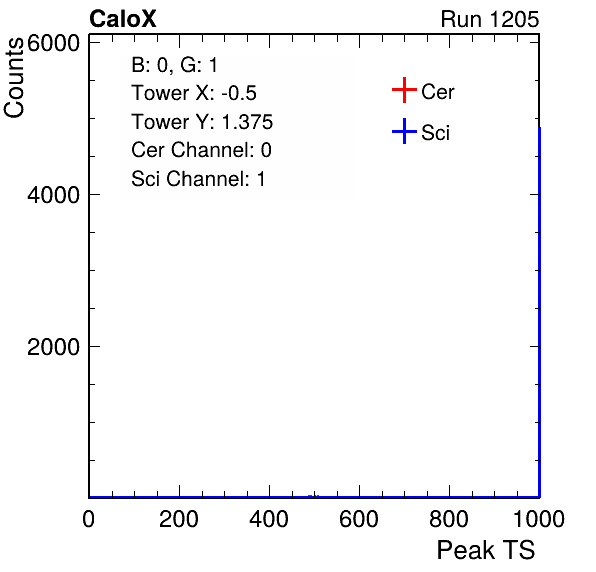 CaloX Run 1205
Counts
6000
4000
2000
B: 0, G: 1
Tower X: -0.5
Tower Y: 1.375
Cer Channel: 0
Sci Channel: 1
Cer
Sci
0 200 400 600 800 1000
Peak TS